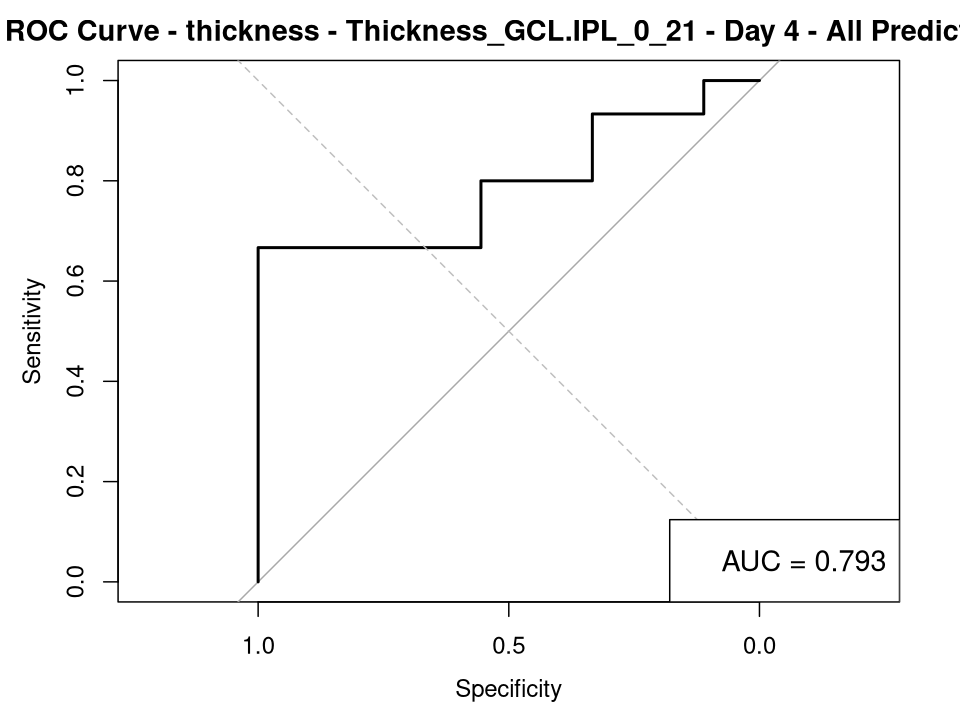 ROC Curve - thickness - Thickness_GCL.IPL_0_21 - Day 4 - All Predic
1.0
0.8
0.6
0.4
0.2
0.0
Sensitivity
AUC = 0.793
1.0 0.5 0.0
Specificity